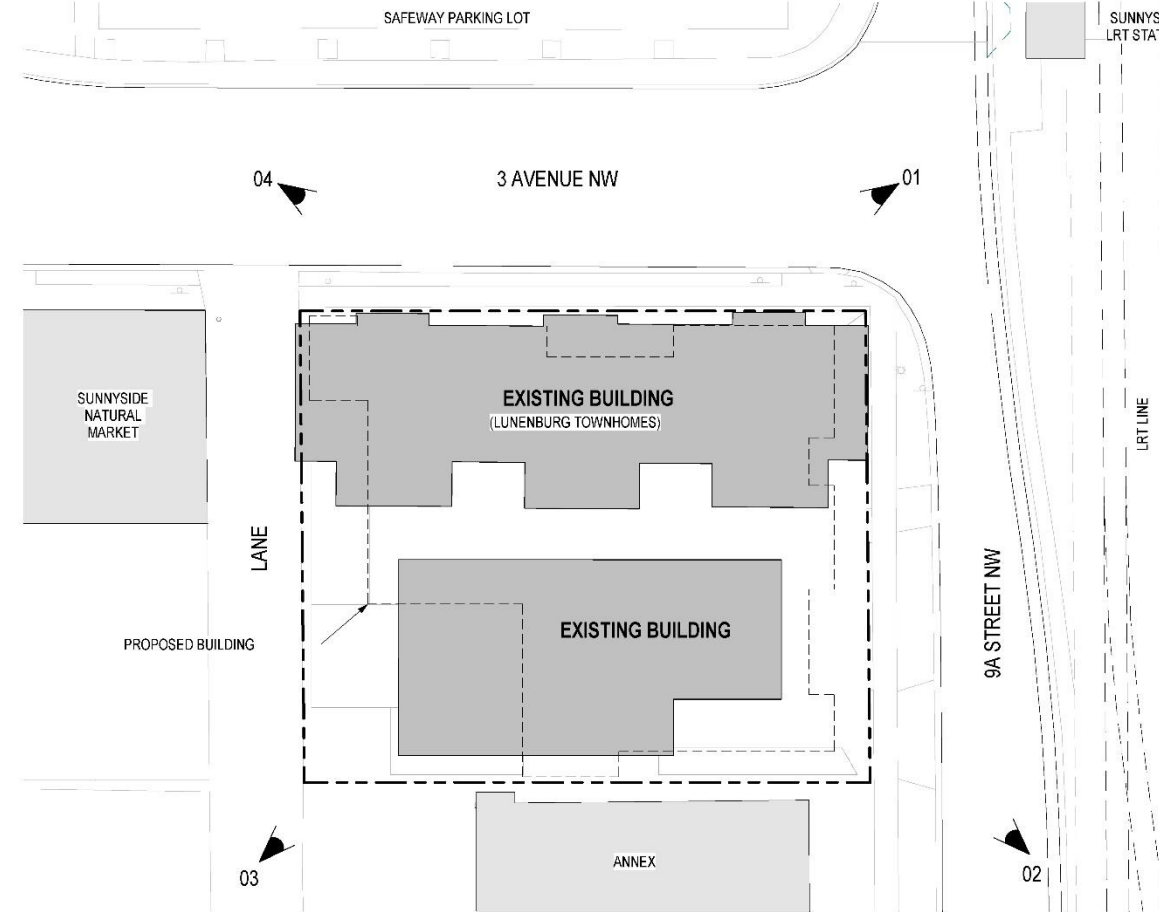 SAFEWAY PARKING LOT
SUNNYS
LRT STAT
04
3 AVENUE NW
01
EXISTING BUILDING
(LUNENBURG TOWNHOMES)
SUNNYSIDE
NATURAL
MARKET
LRT LINE
LANE
9A STREET NW
EXISTING BUILDING
PROPOSED BUILDING
ANNEX
03
02